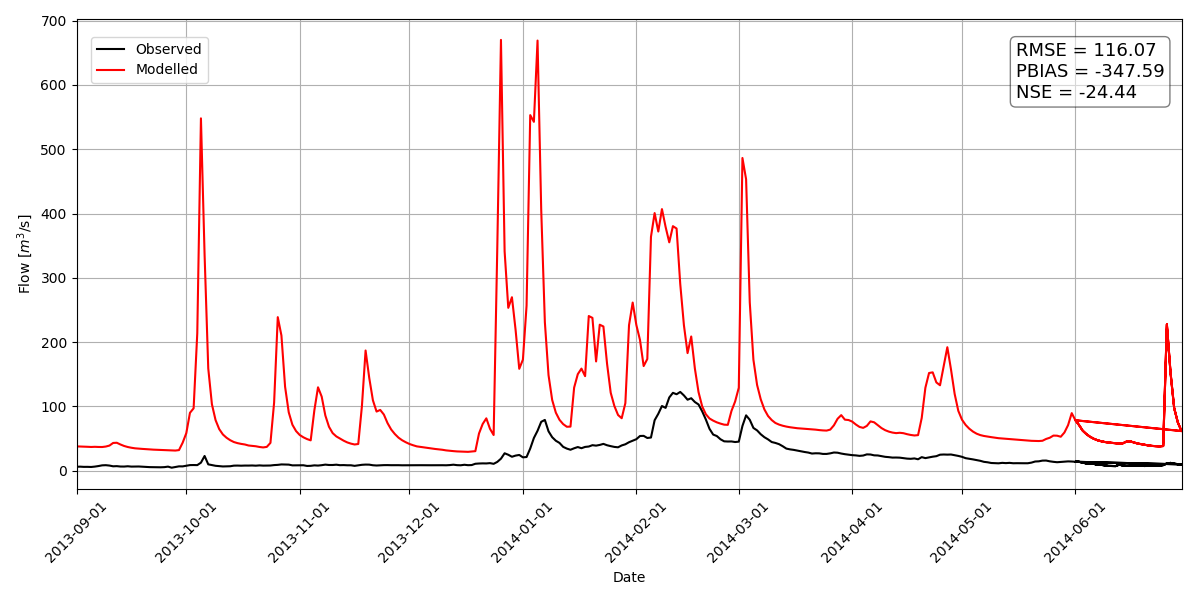 700
600
500
400
300
200
100
0
Flow [$m^3$/s]
Observed
Modelled
RMSE = 116.07
PBIAS = -347.59
NSE = -24.44
2013-09-01
2013-10-01
2013-11-01
2013-12-01
2014-01-01
2014-02-01
2014-03-01
2014-04-01
2014-05-01
2014-06-01
Date